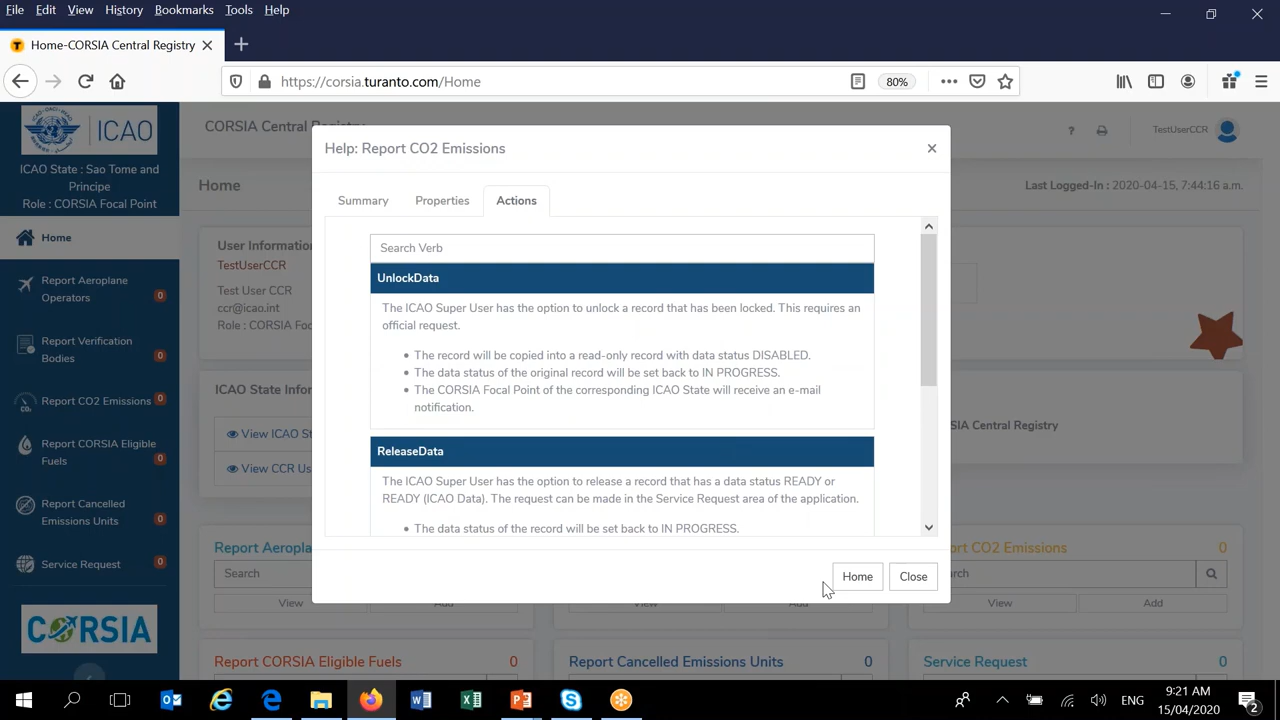 File Edit View History Bookmarks Tools Help
Home-CORSIA Central Registry
https://corsia.turanto.com/Home
80%
ICAO
ICAO State : Sao Tome and
Principe
Role : CORSIA Focal Point
Home
Report Aeroplane
Operators
0
Report Verification
Bodies
0
Report CO2 Emissions
0
Report CORSIA Eligible
Fuels
0
Report Cancelled
Emissions Units
0
Service Request
0
CORSIA
CORSIA Central Registry
?
TestUserCCR
Home
Last Logged-In : 2020-04-15, 7:44:16 a.m.
User Informatio
TestUserCCR
Test User CCR
ccr@icao.int
Role : CORSIA Foc
ICAO State Infor
View ICAO St
View CCR Us
SIA Central Registry
Help: Report CO2 Emissions
Summary Properties Actions
Search Verb
UnlockData
The ICAO Super User has the option to unlock a record that has been locked. This requires an
official request.
• The record will be copied into a read-only record with data status DISABLED.
• The data status of the original record will be set back to IN PROGRESS.
• The CORSIA Focal Point of the corresponding ICAO State will receive an e-mail
notification.
ReleaseData
The ICAO Super User has the option to release a record that has a data status READY or
READY (ICAO Data). The request can be made in the Service Request area of the application.
• The data status of the record will be set back to IN PROGRESS.
Home Close
Report Aeropla
Search
View Add
View Add
ort CO2 Emissions 0
rch
View Add
Report CORSIA Eligible Fuels 0
Report Cancelled Emissions Units 0
Service Request 0
ENG
9:21 AM
15/04/2020
2